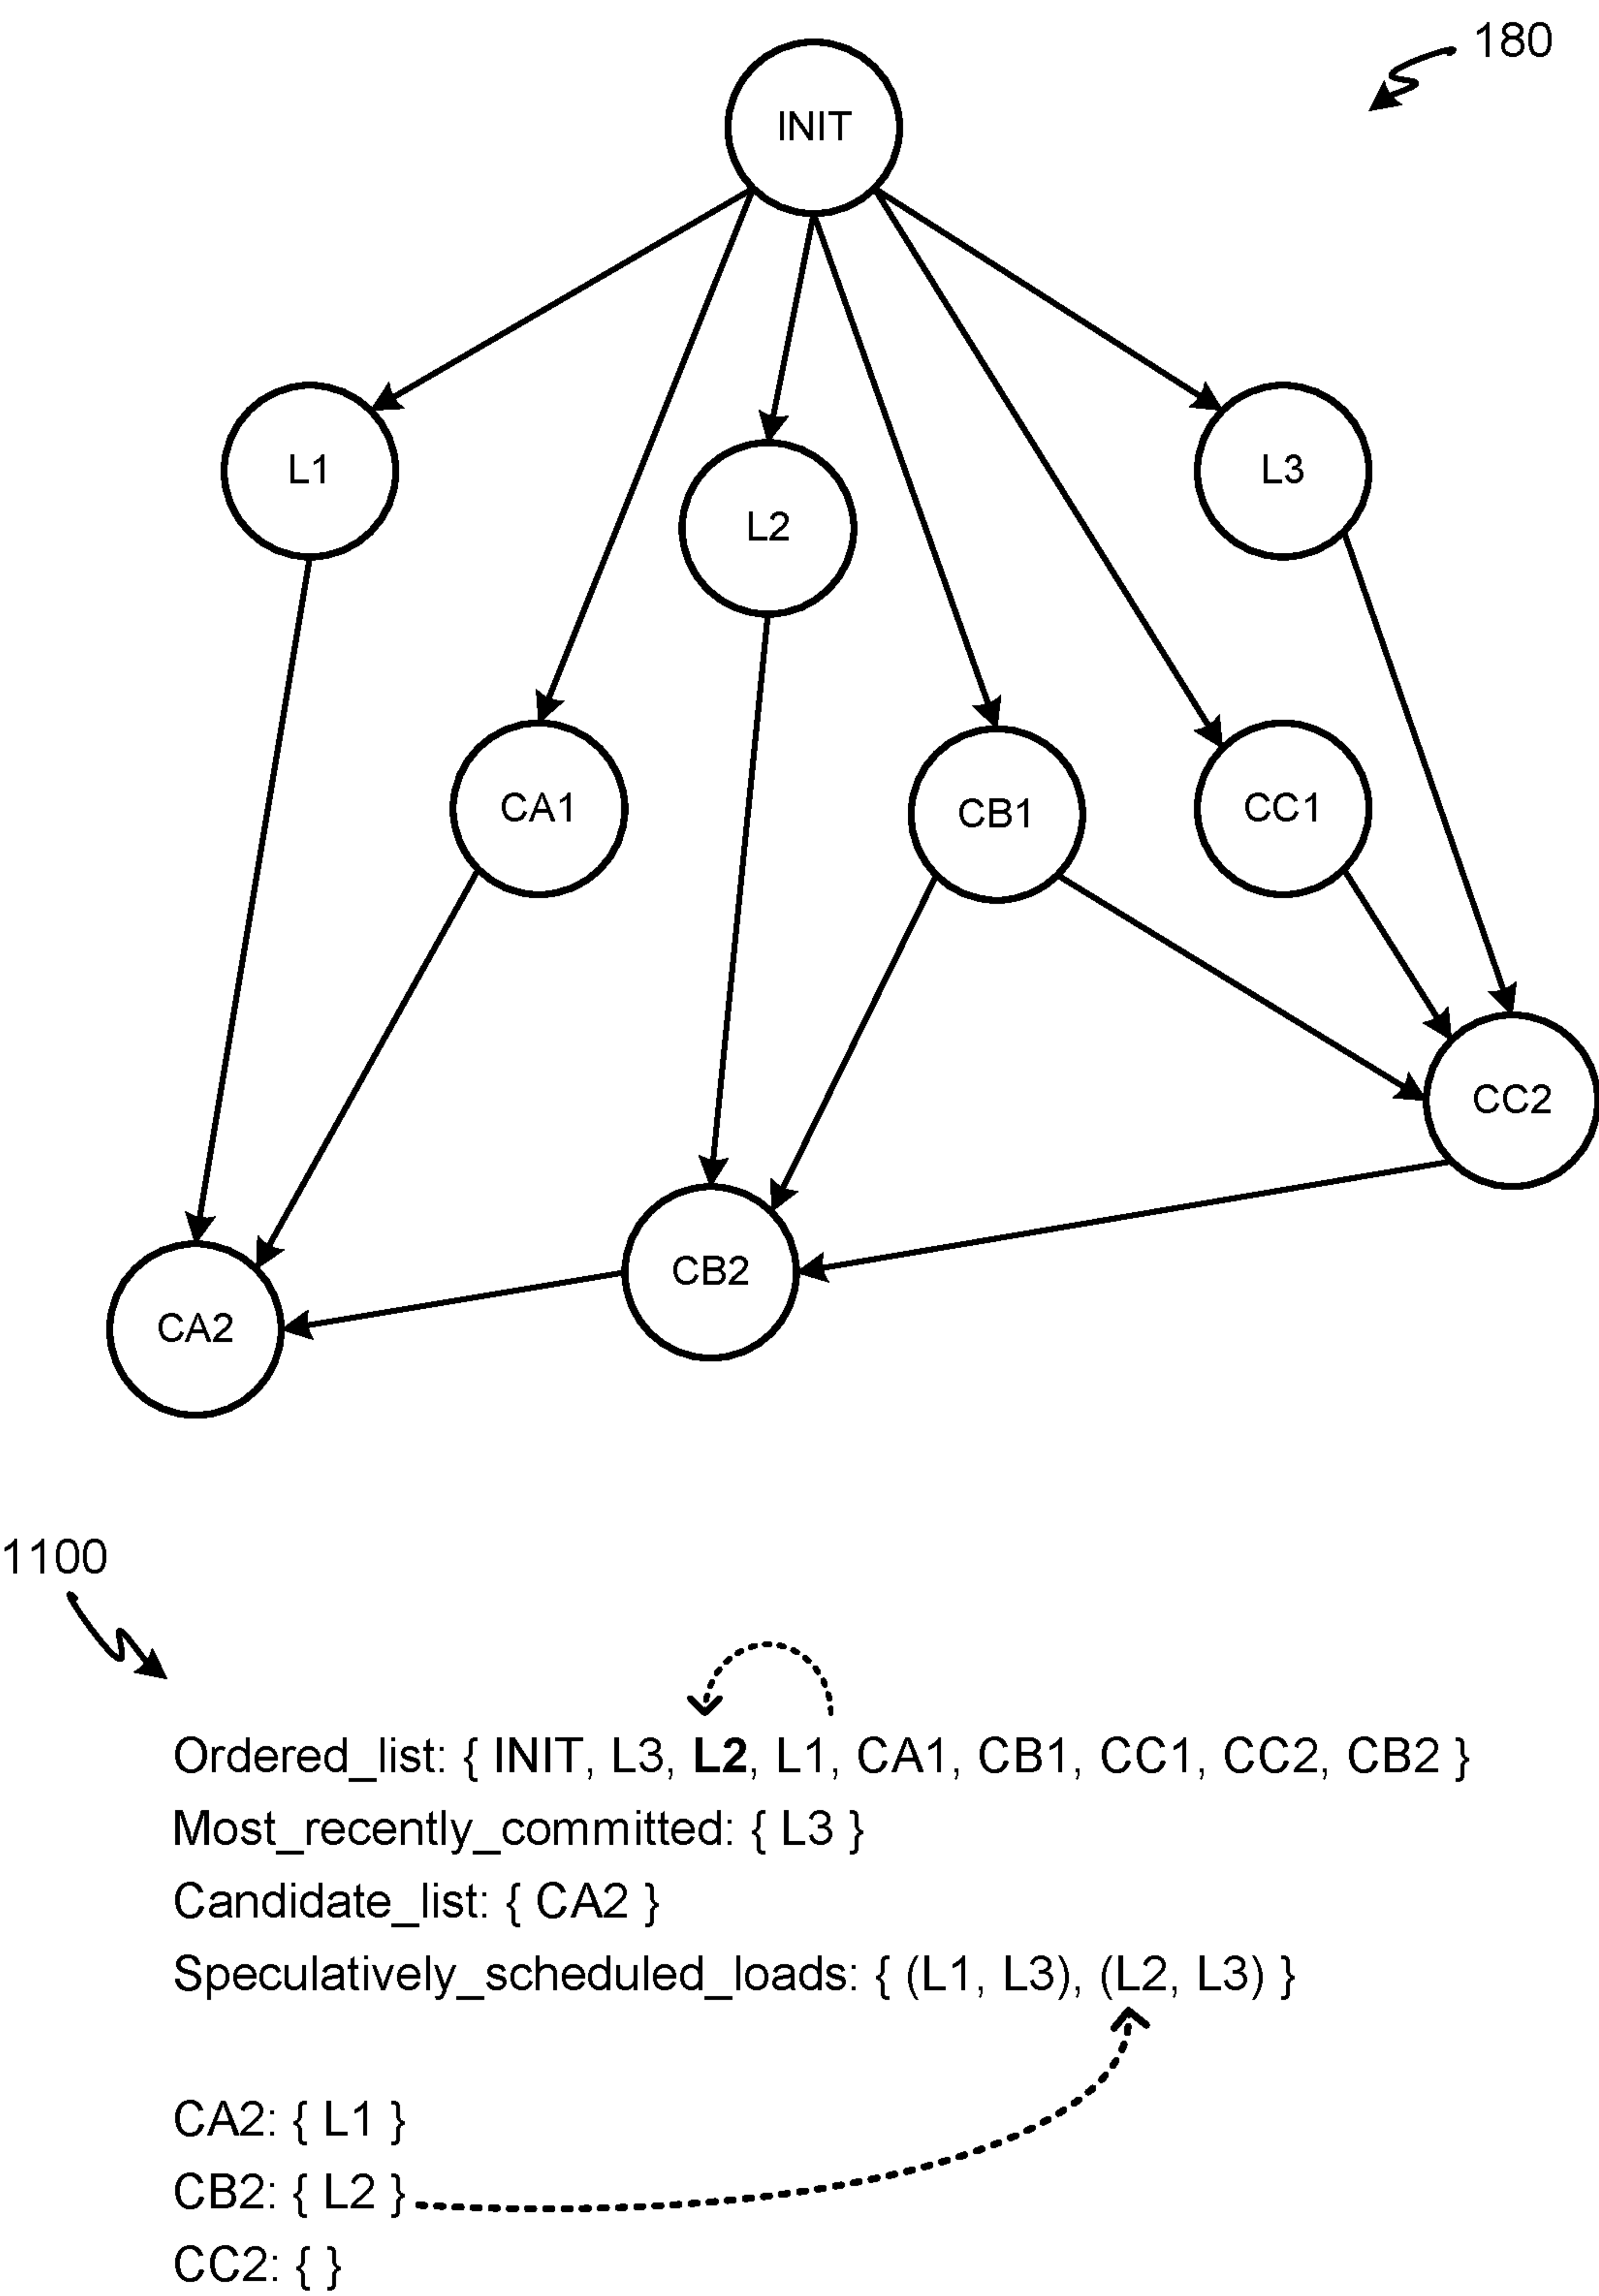 180
INIT
L1
L2
L3
CA1
CB1
CC1
CC2
CB2
CA2
1100
Ordered_list: { INIT, L3, L2, L1, CA1, CB1, CC1, CC2, CB2 }
Most_recently_committed: { L3 }
Candidate_list: { CA2 }
Speculatively_scheduled_loads: { (L1, L3), (L2, L3) }
CA2: { L1 }
CB2: { L2 }
CC2: { }